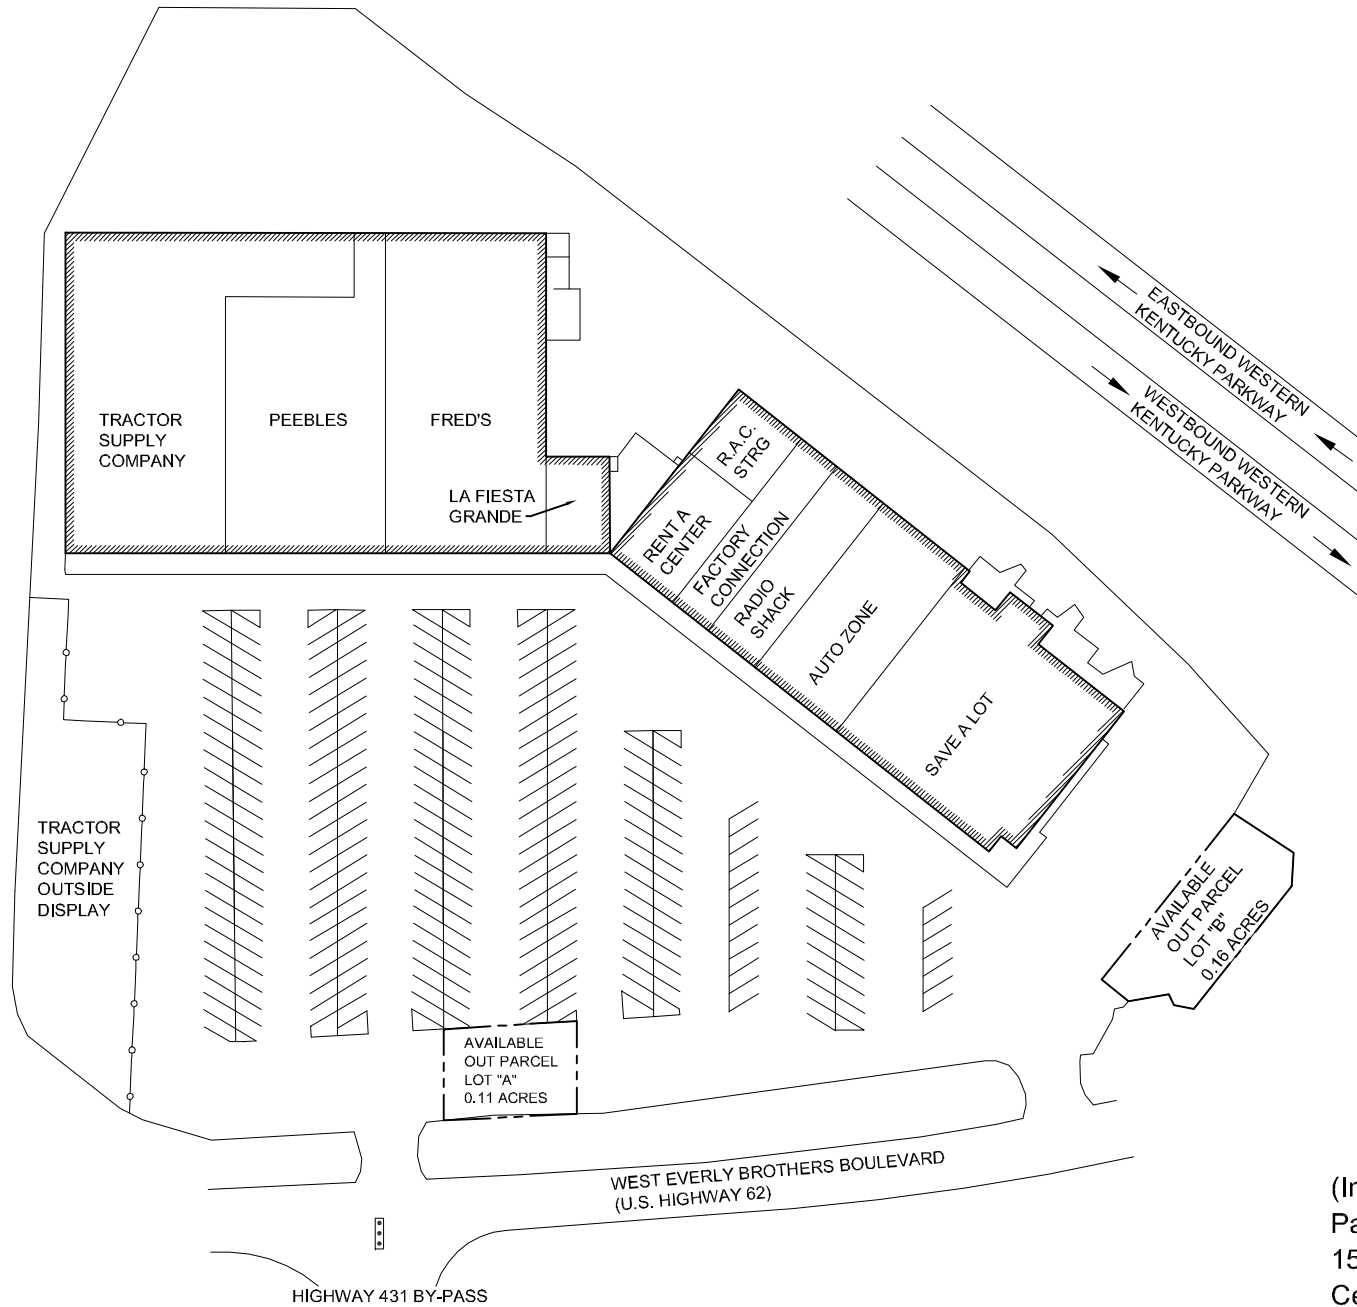 EASTBOUND WESTERN
KENTUCKY PARKWAY
WESTBOUND WESTERN
KENTUCKY PARKWAY
TRACTOR
SUPPLY
COMPANY
PEEBLES
FRED'S
LA FIESTA
GRANDE
R.A.C.
STRG
RENT A
CENTER
FACTORY
CONNECTION
RADIO
SHACK
AUTO ZONE
SAVE A LOT
TRACTOR
SUPPLY
COMPANY
OUTSIDE
DISPLAY
AVAILABLE
OUT PARCEL
LOT "B"
0.16 ACRES
AVAILABLE
OUT PARCEL
LOT "A"
0.11 ACRES
WEST EVERLY BROTHERS BOULEVARD
(U.S. HIGHWAY 62)
HIGHWAY 431 BY-PASS